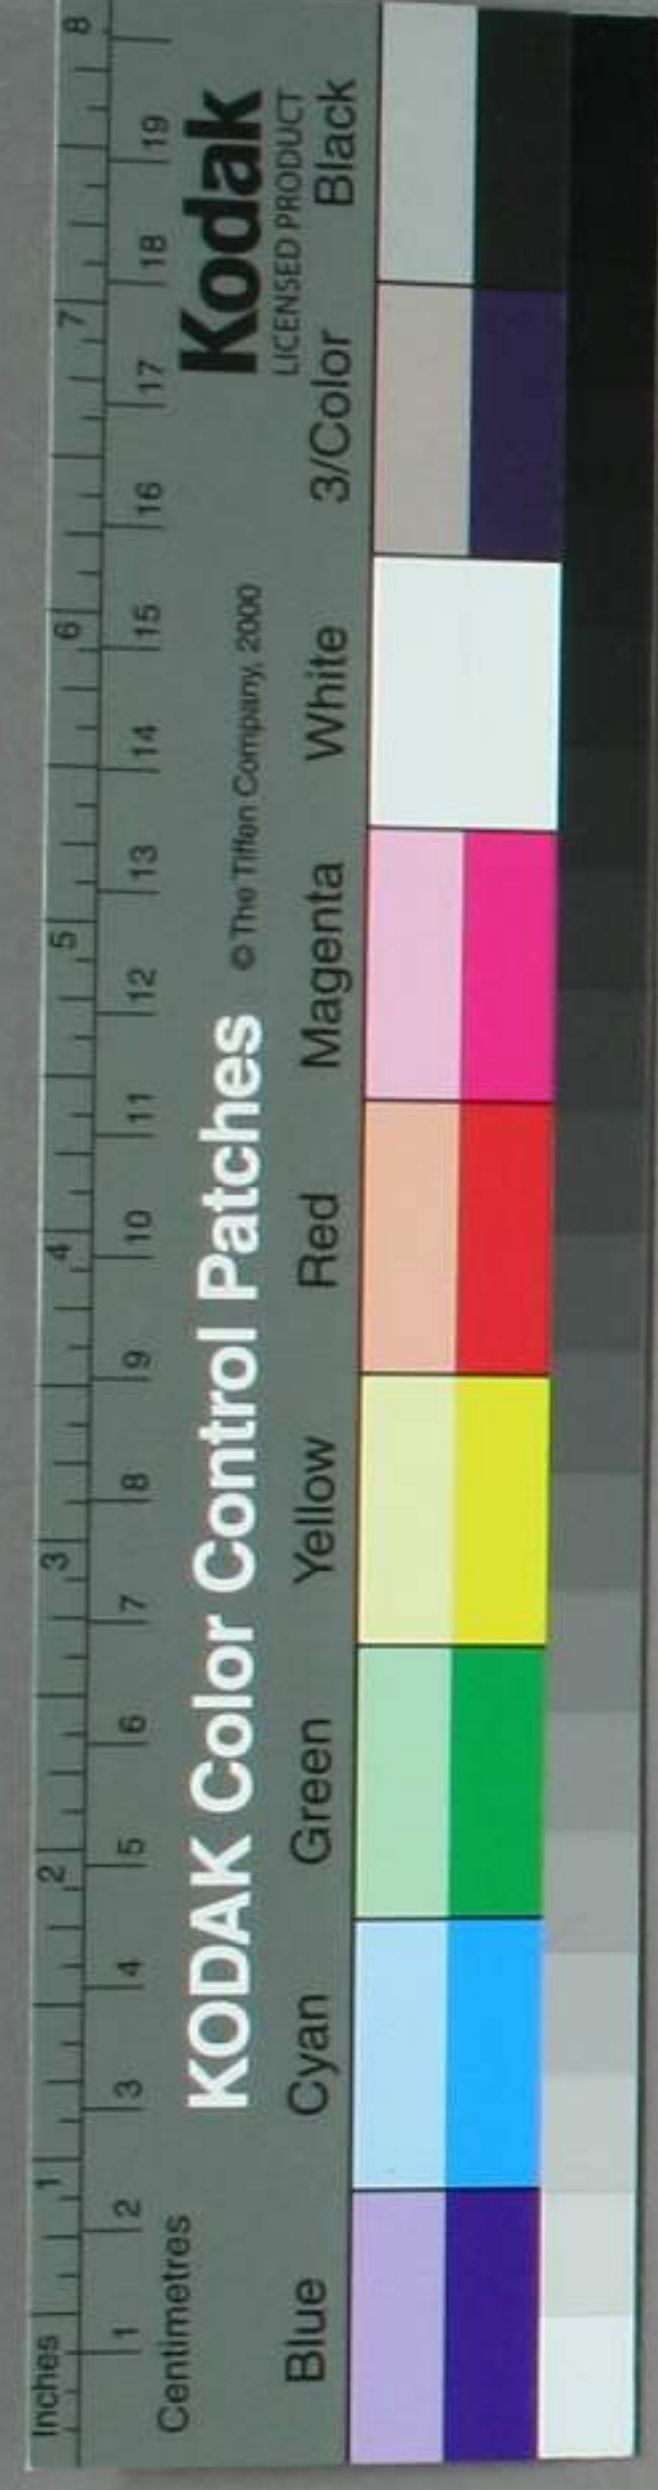 Inches 1 2 3 4 5 6 7 8
1 2 3 4 5 6 7 8 9 10 11 12 13 14 15 16 17 18 19
Centimetres
KODAK Color Control Patches © The Tiffen Company, 2000 Kodak
LICENSED PRODUCT
Blue Cyan Green Yellow Red Magenta White 3/Color Black